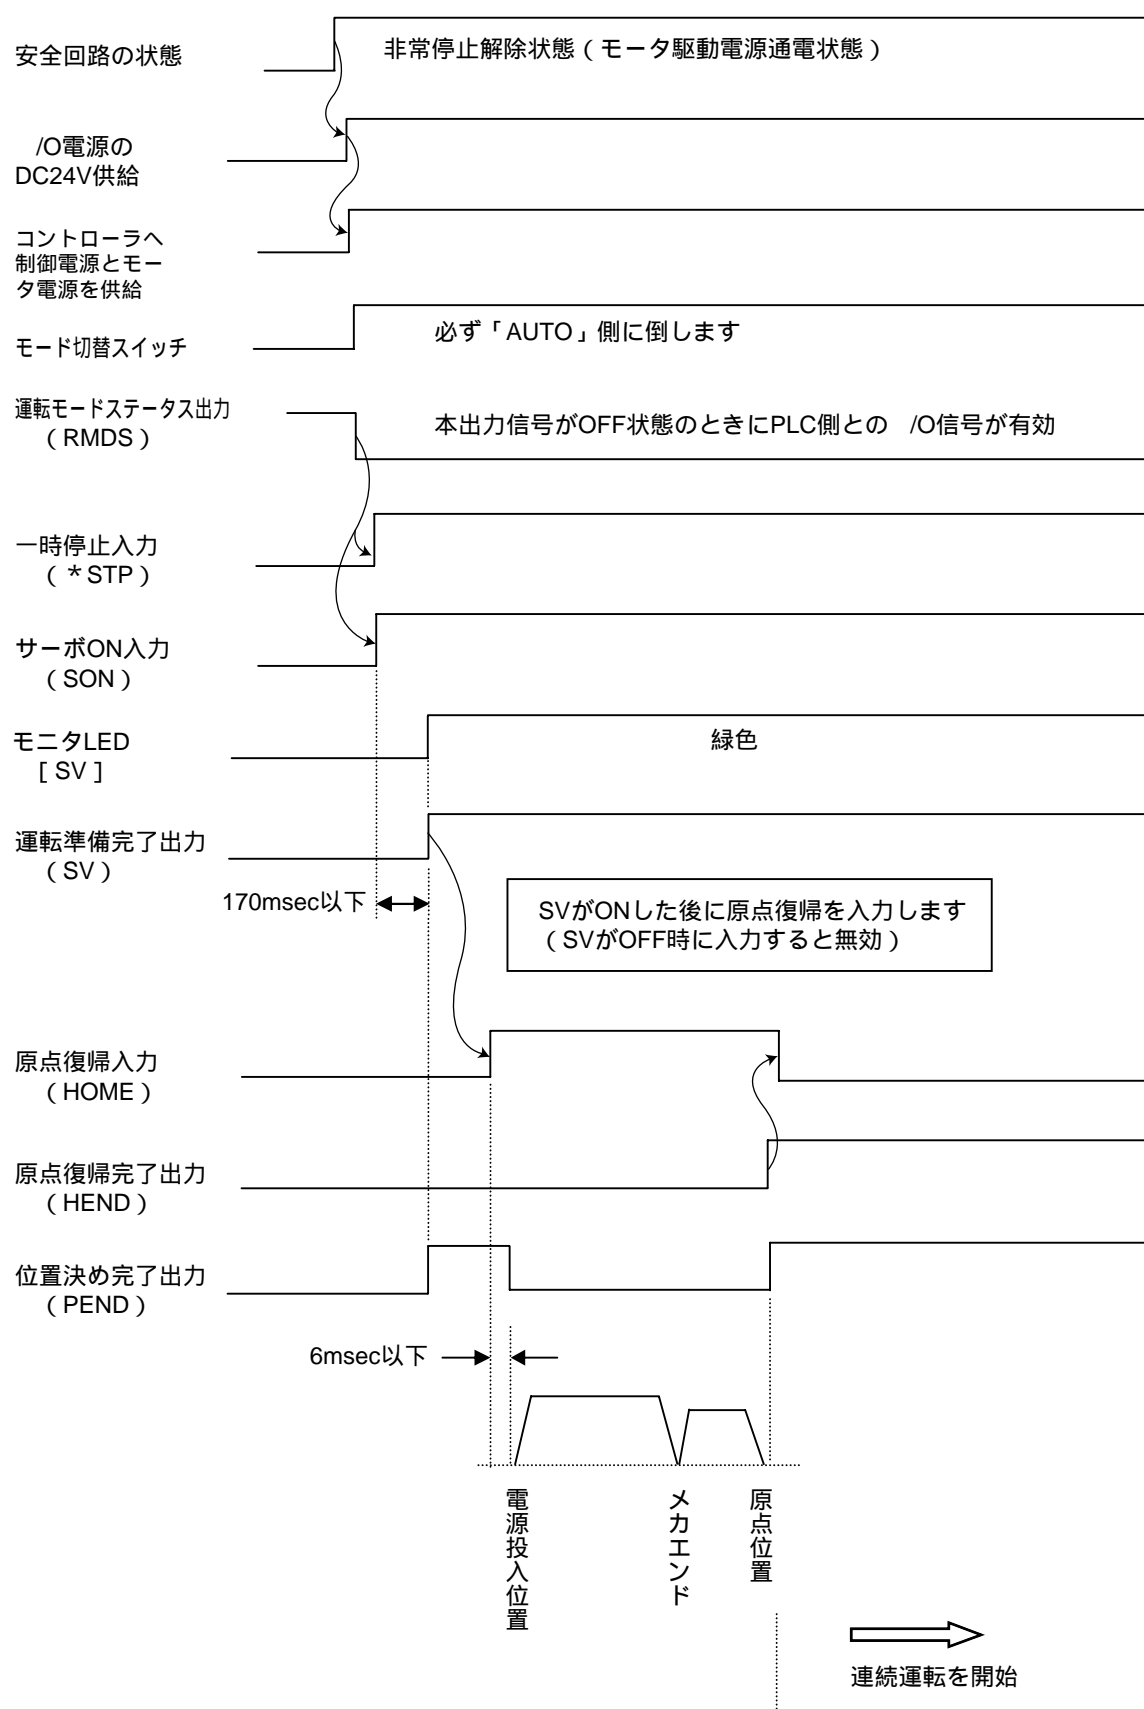 安全回路の状態
非常停止解除状態（モータ駆動電源通電状態）
/O電源の
DC24V供給
コントローラへ
制御電源とモー
タ電源を供給
モード切替スイッチ
必ず「AUTO」側に倒します
運転モードステータス出力
（RMDS）
本出力信号がOFF状態のときにPLC側との　/O信号が有効
一時停止入力
（＊STP）
サーボON入力
（SON）
モニタLED
[ SV ]
緑色
運転準備完了出力
（SV）
170msec以下
SVがONした後に原点復帰を入力します
（SVがOFF時に入力すると無効）
原点復帰入力
（HOME）
原点復帰完了出力
（HEND）
位置決め完了出力
（PEND）
6msec以下
電源投入位置
メカエンド
原点位置
連続運転を開始